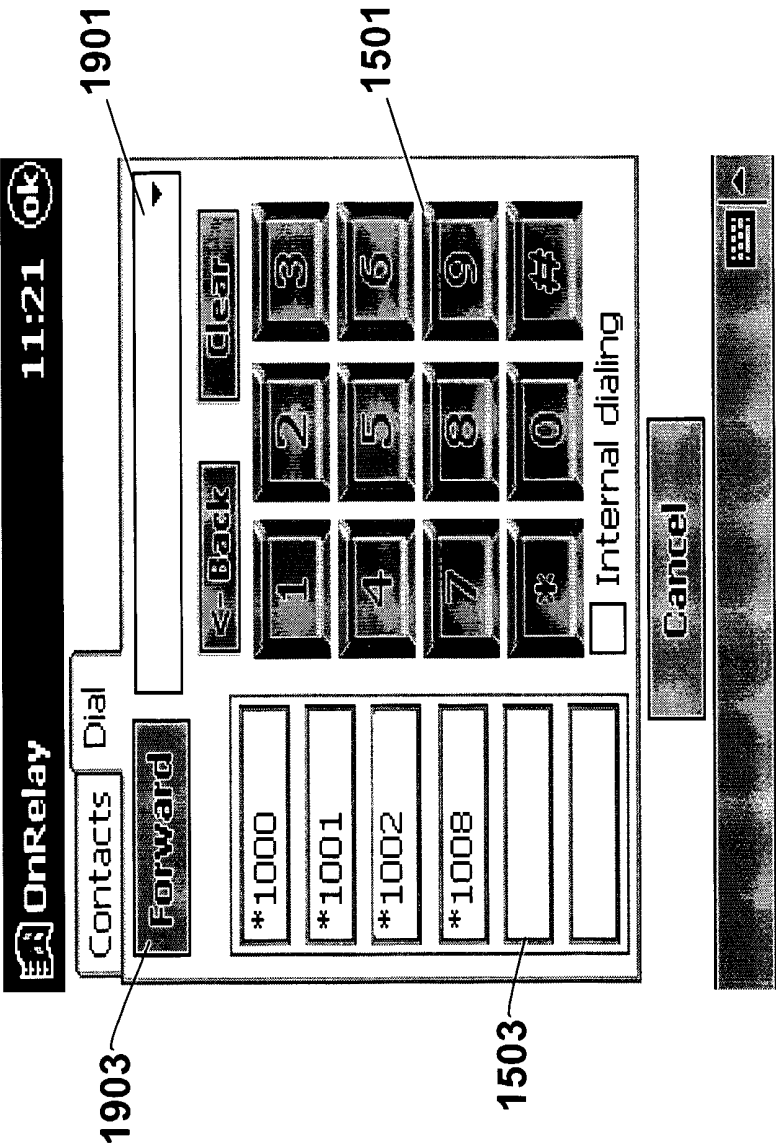 OnRelay 11:21 ok
Contacts Dial
Forward
<-Back Clear
*1000
*1001
*1002
*1008
1 2 3
4 5 6
7 8 9
* 0 #
Internal dialing
Cancel
1903
1901
1501
1503